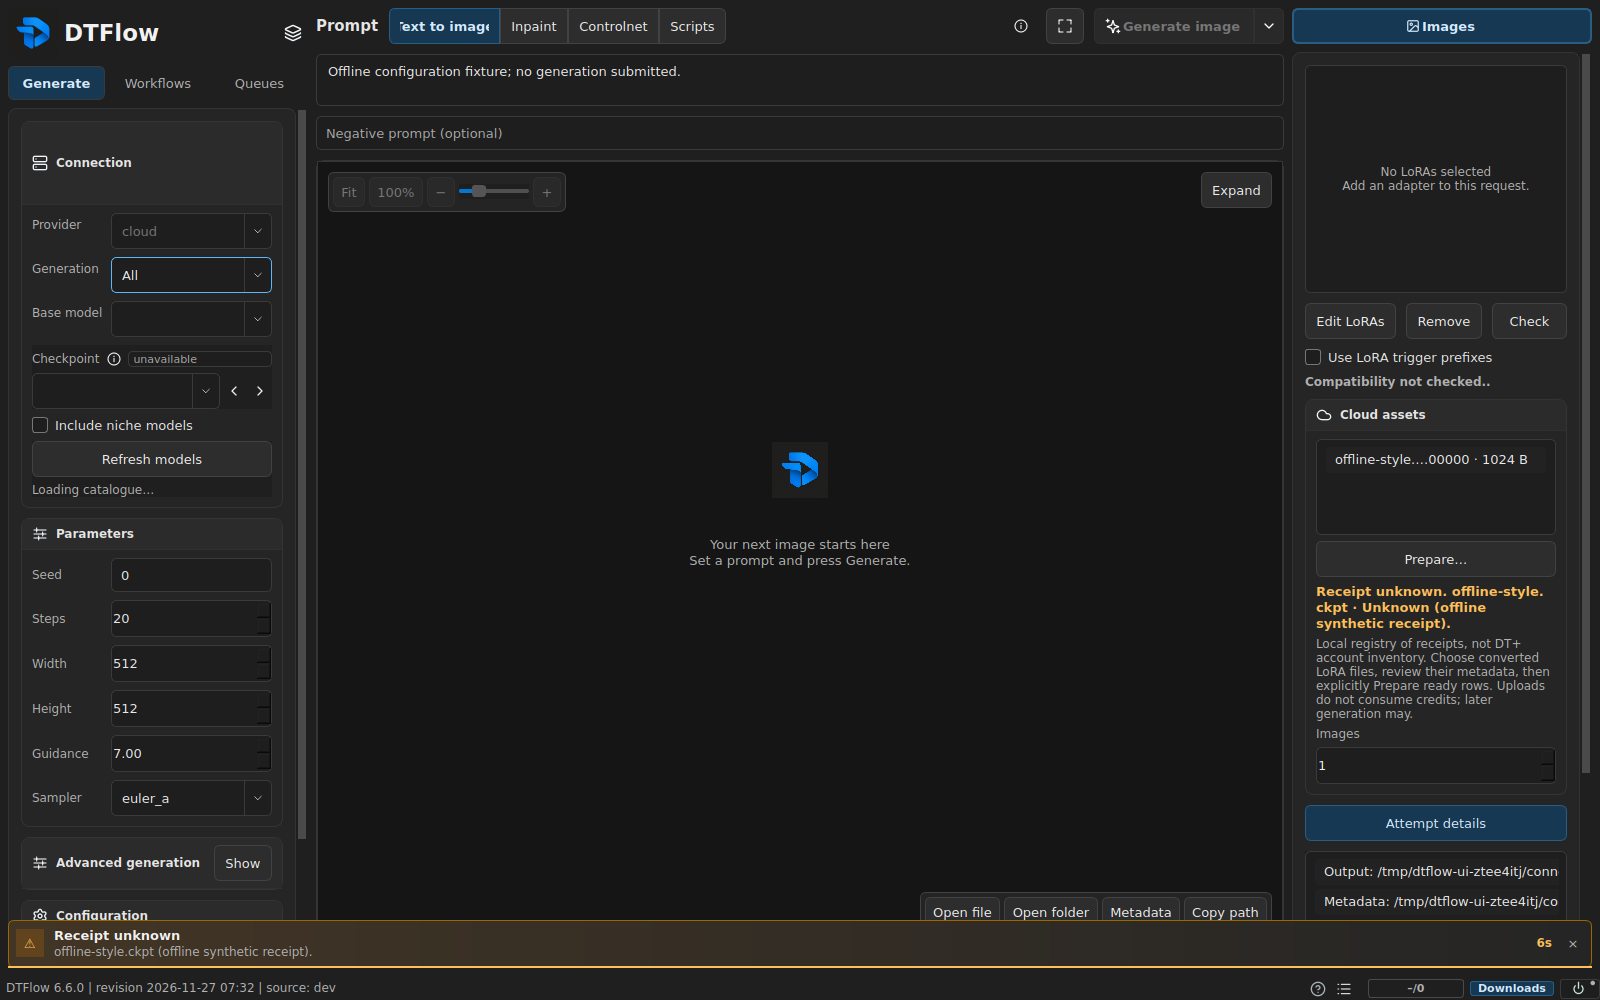 DTFlow
Generate
Workflows
Queues
Connection
Provider
cloud
Generation
All
Base model
Checkpoint
unavailable
Include niche models
Refresh models
Loading catalogue...
Parameters
Seed
0
Steps
20
Width
512
Height
512
Guidance
7.00
Sampler
euler_a
Advanced generation
Show
Configuration
Prompt
Text to image
Inpaint
Controlnet
Scripts
Generate image
Offline configuration fixture; no generation submitted.
Negative prompt (optional)
Fit
100%
−
+
Expand
Your next image starts here
Set a prompt and press Generate.
Open file
Open folder
Metadata
Copy path
Images
No LoRAs selected
Add an adapter to this request.
Edit LoRAs
Remove
Check
Use LoRA trigger prefixes
Compatibility not checked..
Cloud assets
offline-style....00000 · 1024 B
Prepare...
Receipt unknown. offline-style.
ckpt · Unknown (offline
synthetic receipt).
Local registry of receipts, not DT+
account inventory. Choose converted
LoRA files, review their metadata, then
explicitly Prepare ready rows. Uploads
do not consume credits; later
generation may.
Images
1
Attempt details
Output: /tmp/dtflow-ui-ztee4itj/conn
Metadata: /tmp/dtflow-ui-ztee4itj/co
Receipt unknown
offline-style.ckpt (offline synthetic receipt).
6s
×
DTFlow 6.6.0 | revision 2026-11-27 07:32 | source: dev
–/0
Downloads